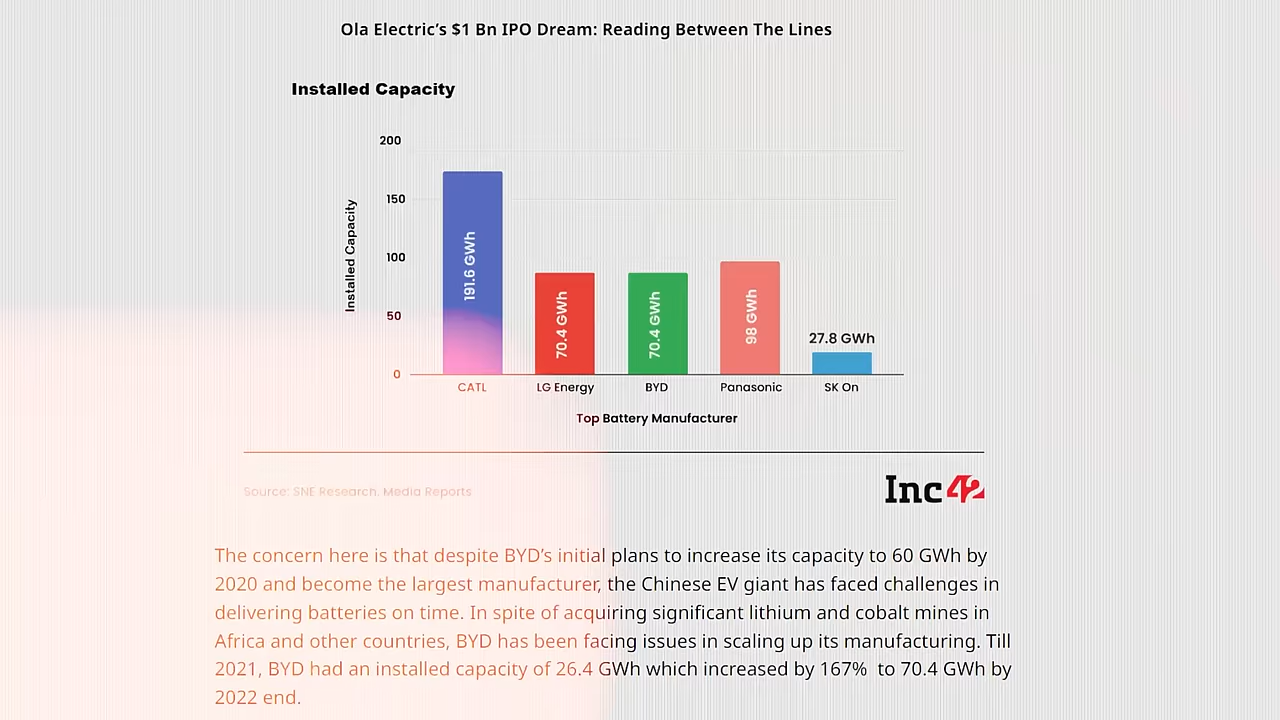 Ola Electric’s $1 Bn IPO Dream: Reading Between The Lines
Installed Capacity
200
150
100
50
0
Installed Capacity
191.6 GWh
70.4 GWh
70.4 GWh
98 GWh
27.8 GWh
CATL
LG Energy
BYD
Panasonic
SK On
Top Battery Manufacturer
Source: SNE Research, Media Reports
Inc42
The concern here is that despite BYD’s initial plans to increase its capacity to 60 GWh by
2020 and become the largest manufacturer, the Chinese EV giant has faced challenges in
delivering batteries on time. In spite of acquiring significant lithium and cobalt mines in
Africa and other countries, BYD has been facing issues in scaling up its manufacturing. Till
2021, BYD had an installed capacity of 26.4 GWh which increased by 167%  to 70.4 GWh by
2022 end.